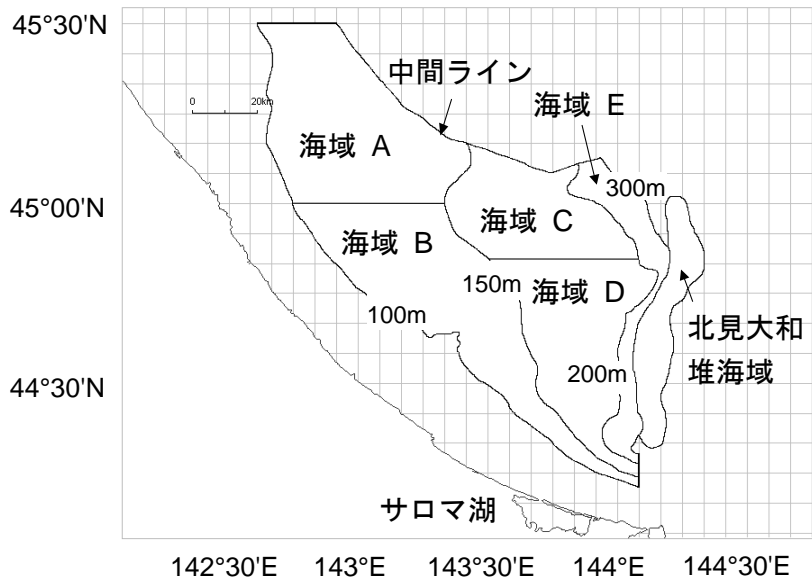 45°30'N
中間ライン
0 20km
海域 E
海域 A
300m
45°00'N
海域 C
海域 B
150m
海域 D
100m
北見大和
堆海域
200m
44°30'N
サロマ湖
142°30'E 143°E 143°30'E 144°E 144°30'E